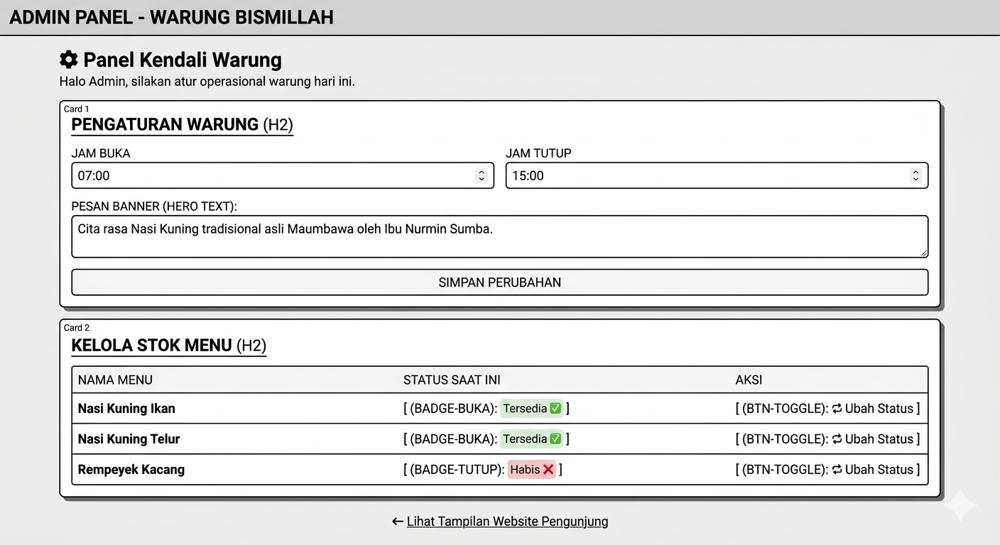 ADMIN PANEL - WARUNG BISMILLAH
Panel Kendali Warung
Halo Admin, silakan atur operasional warung hari ini.
Card 1
PENGATURAN WARUNG (H2)
JAM BUKA JAM TUTUP
07:00 15:00
PESAN BANNER (HERO TEXT):
Cita rasa Nasi Kuning tradisional asli Maumbawa oleh Ibu Nurmin Sumba.
SIMPAN PERUBAHAN
Card 2
KELOLA STOK MENU (H2)
NAMA MENU STATUS SAAT INI AKSI
Nasi Kuning Ikan [ (BADGE-BUKA): Tersedia ✅ ] [ (BTN-TOGGLE): Ubah Status ]
Nasi Kuning Telur [ (BADGE-BUKA): Tersedia ✅ ] [ (BTN-TOGGLE): Ubah Status ]
Rempeyek Kacang [ (BADGE-TUTUP): Habis ❌ ] [ (BTN-TOGGLE): Ubah Status ]
← Lihat Tampilan Website Pengunjung